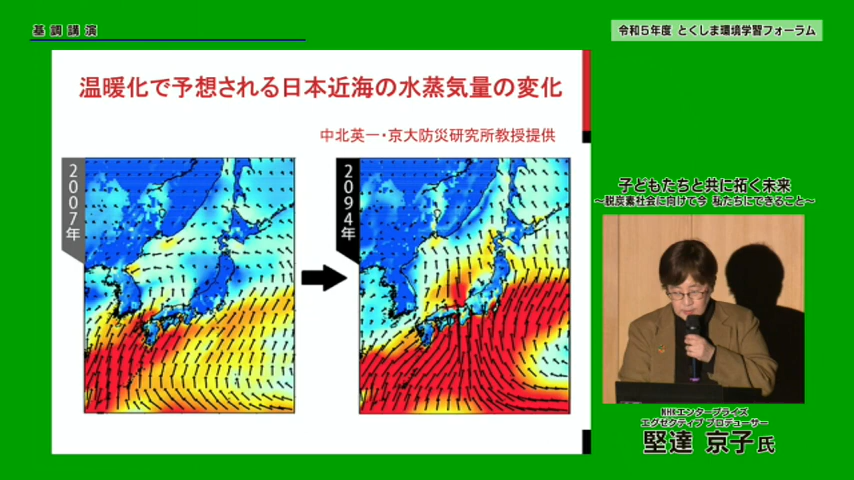 基調講演
令和5年度 とくしま環境学習フォーラム
温暖化で予想される日本近海の水蒸気量の変化
中北英一・京大防災研究所教授提供
2007年
2094年
子どもたちと共に拓く未来
～脱炭素社会に向けて今 私たちにできること～
NHKエンタープライズ
エグゼクティブ プロデューサー
堅達 京子 氏